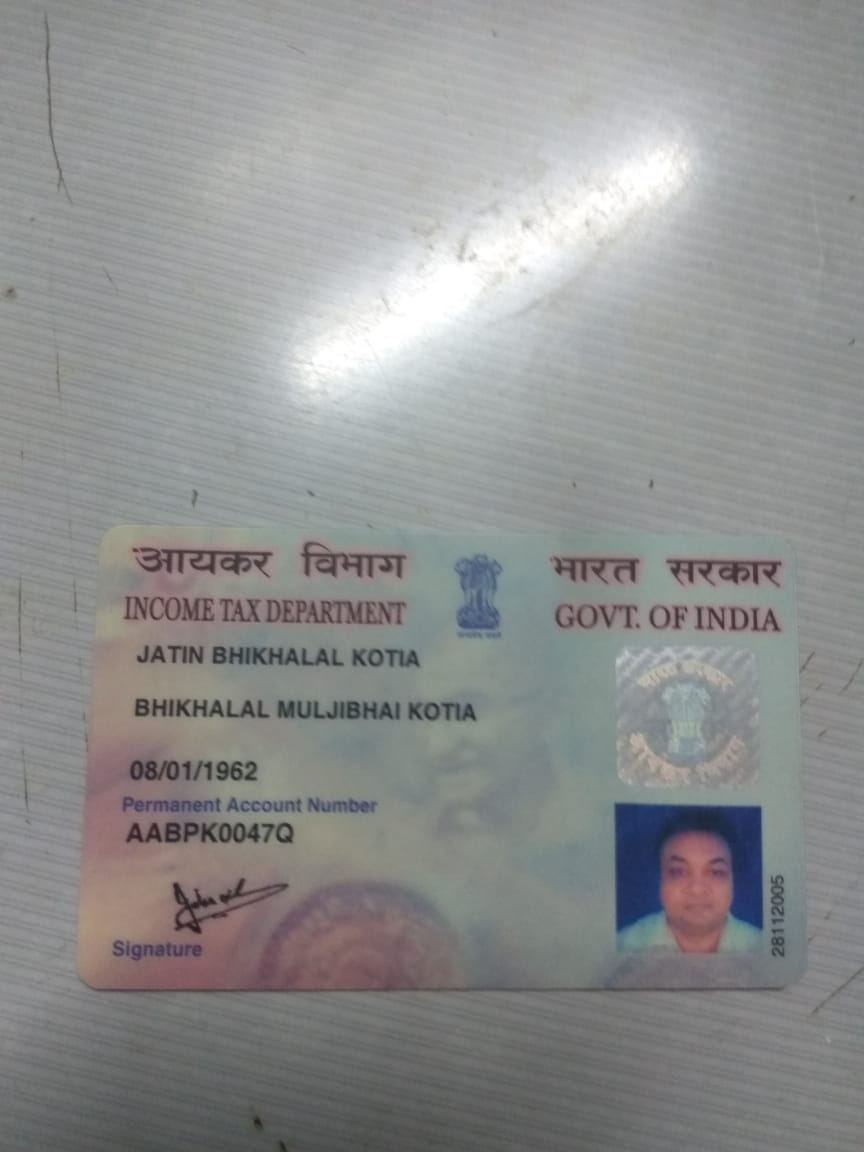 आयकर विभाग
भारत सरकार
INCOME TAX DEPARTMENT
GOVT. OF INDIA
JATIN BHIKHALAL KOTIA
BHIKHALAL MULJIBHAI KOTIA
08/01/1962
Permanent Account Number
AABPK0047Q
Signature
28112005